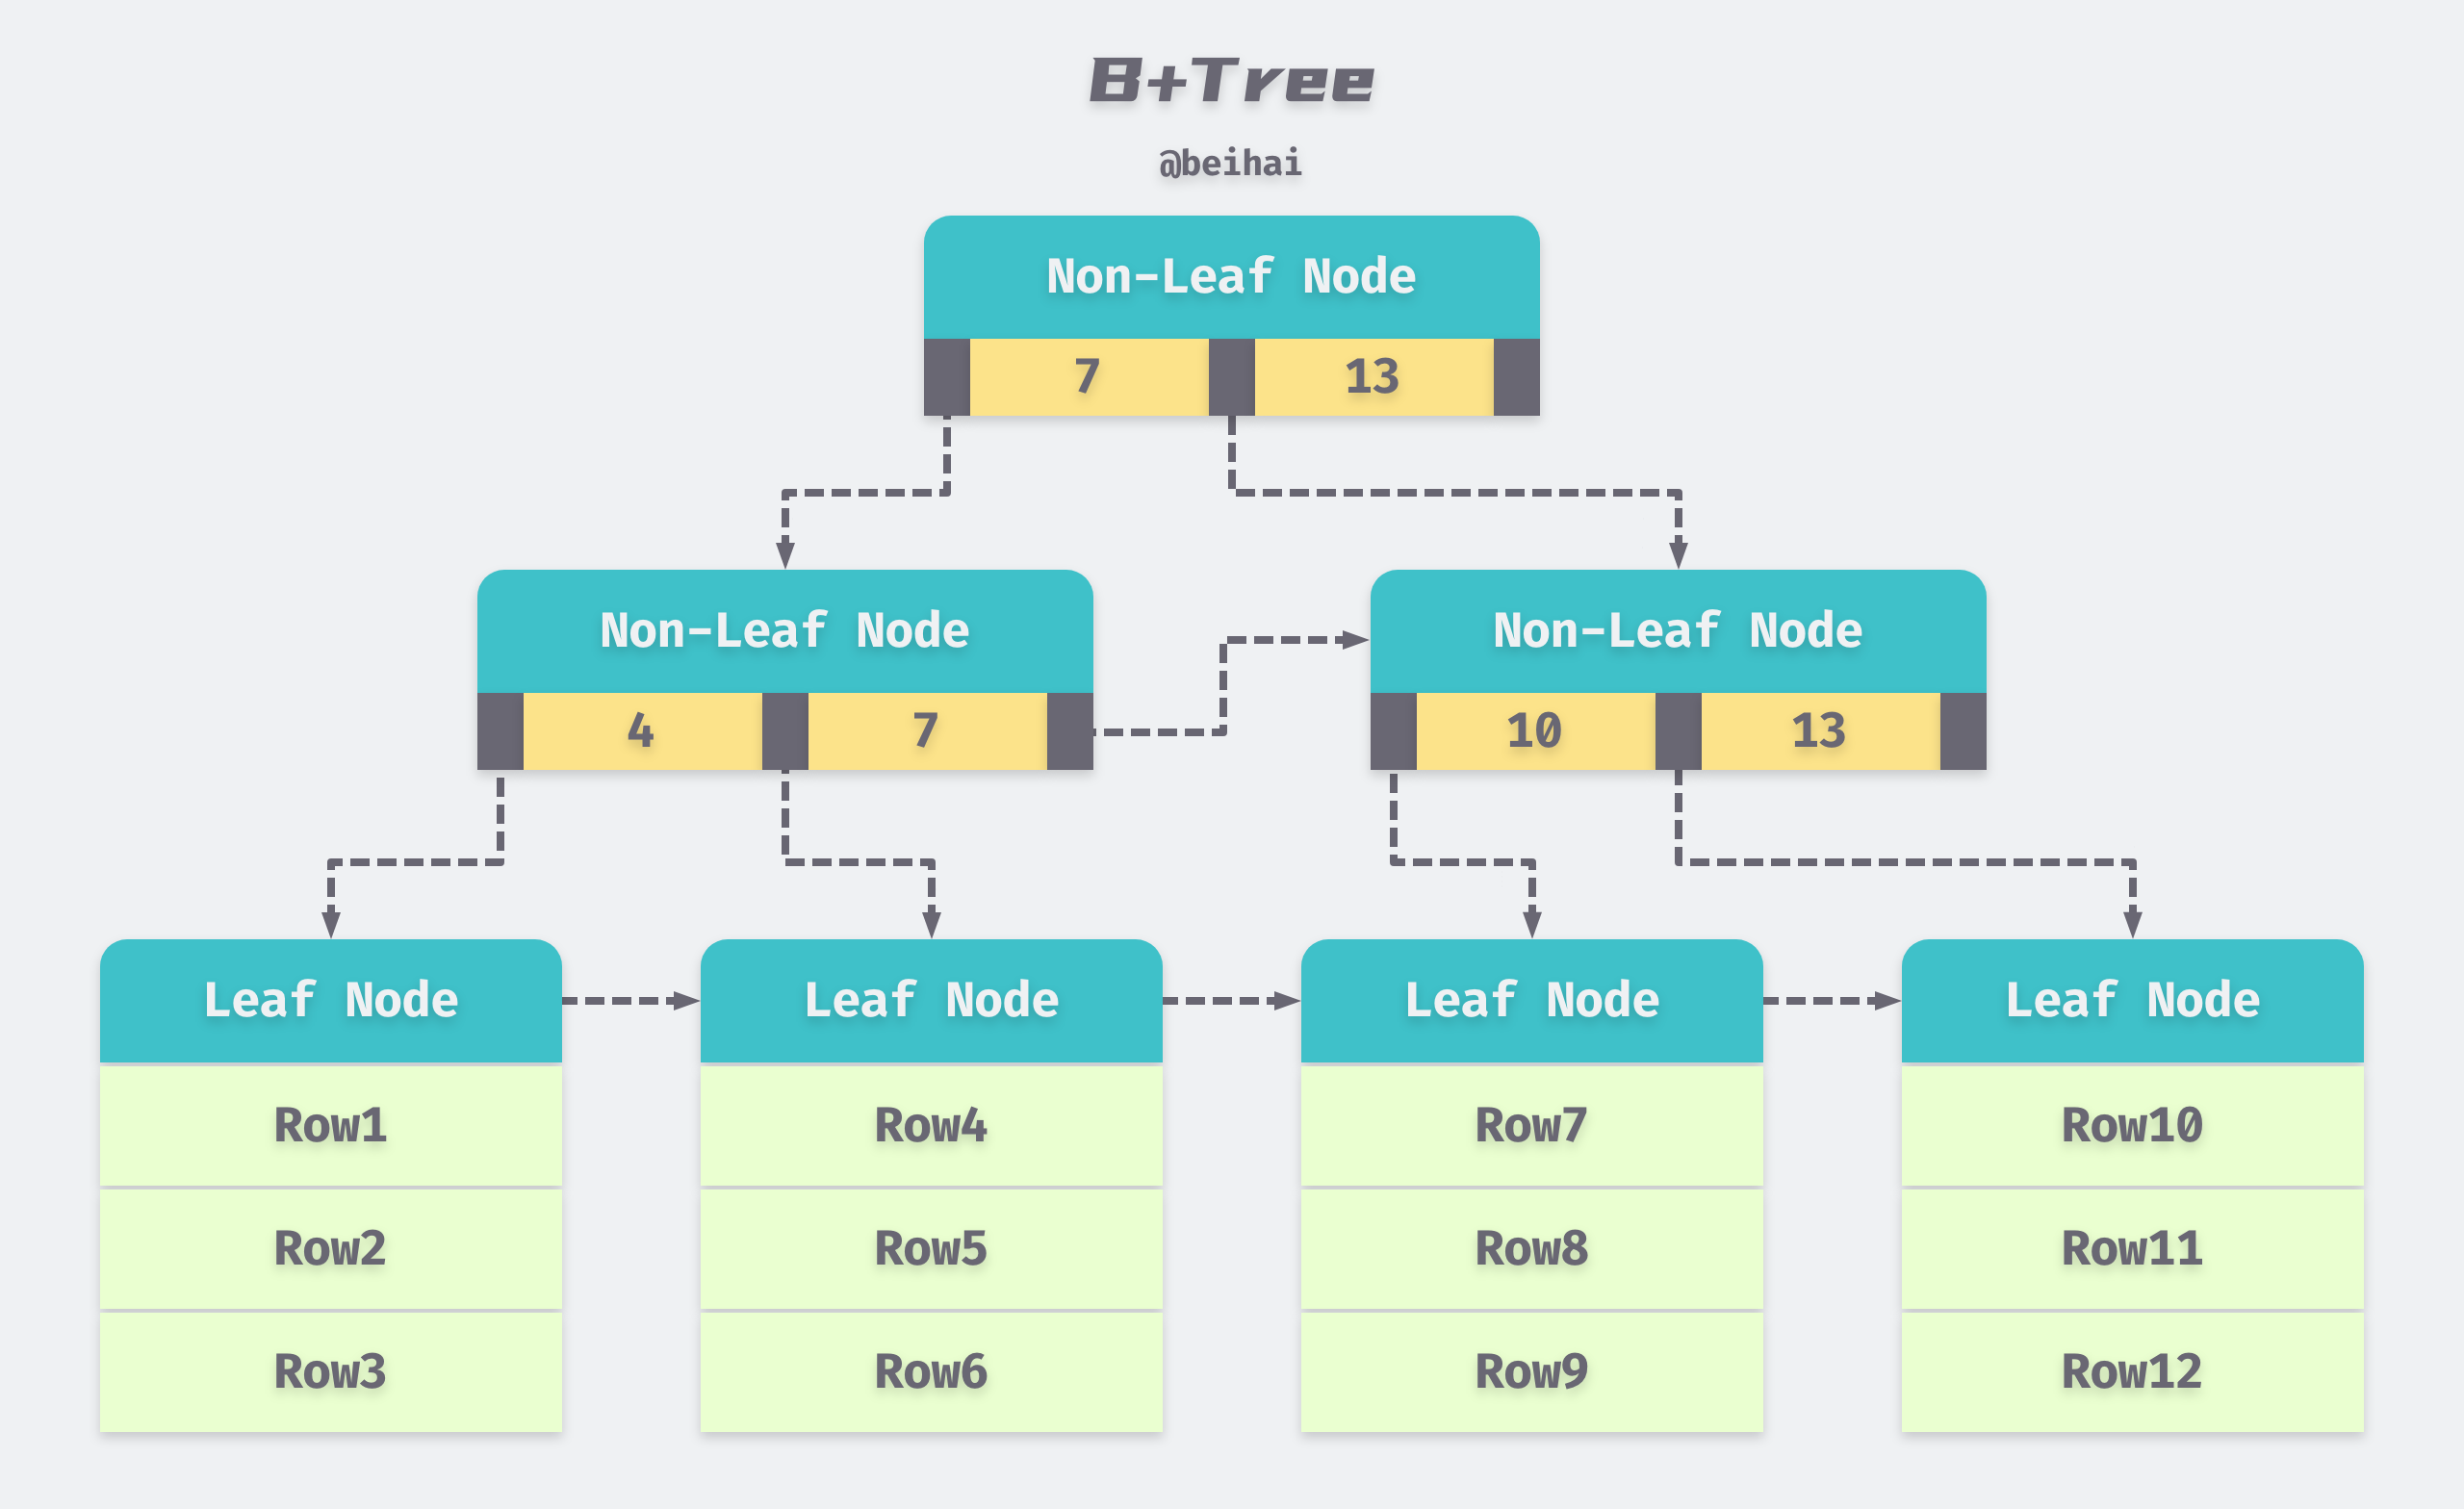 B+Tree
@beihai
Non-Leaf Node
7 13
Non-Leaf Node Non-Leaf Node
4 7 10 13
Leaf Node Leaf Node Leaf Node Leaf Node
Row1 Row4 Row7 Row10
Row2 Row5 Row8 Row11
Row3 Row6 Row9 Row12